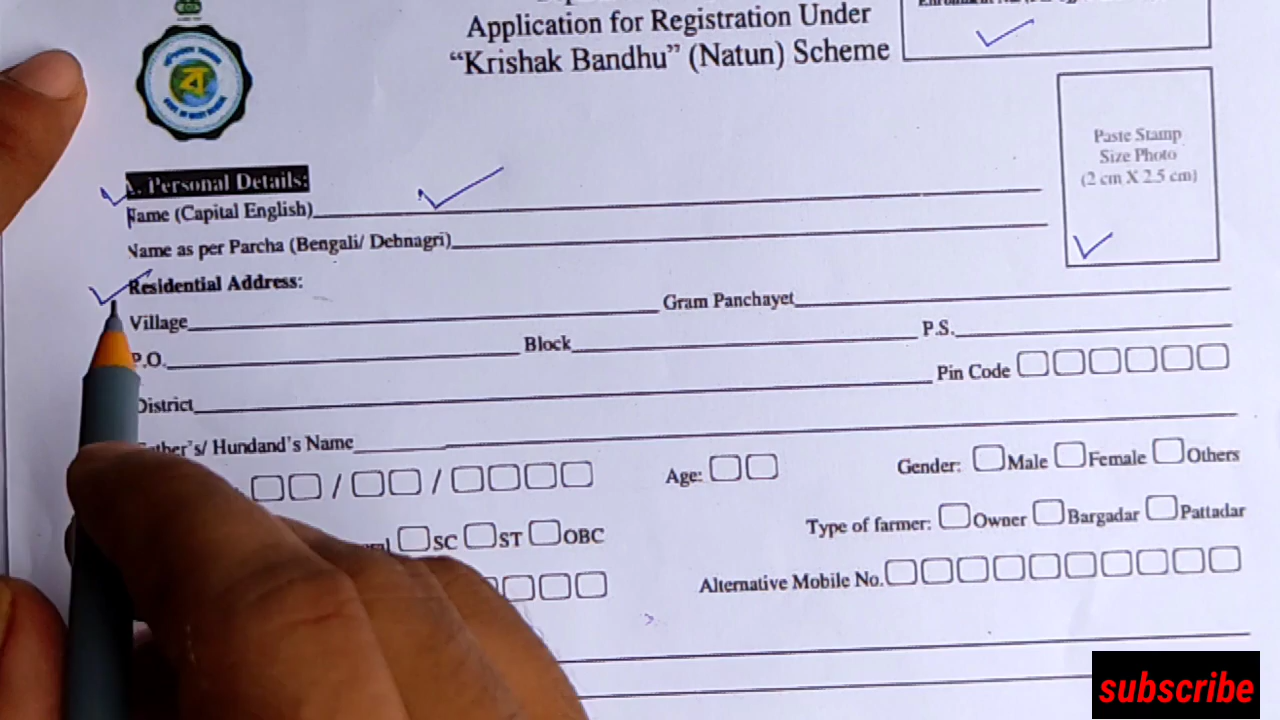 Application for Registration Under
“Krishak Bandhu” (Natun) Scheme
Paste Stamp
Size Photo
(2 cm X 2.5 cm)
A. Personal Details:
Name (Capital English)
Name as per Parcha (Bengali/ Debnagri)
Residential Address:
Village Gram Panchayet
P.O. Block P.S.
District Pin Code
Father's/ Hundand's Name
/ / Age: Gender: Male Female Others
SC ST OBC Type of farmer: Owner Bargadar Pattadar
Alternative Mobile No.
subscribe